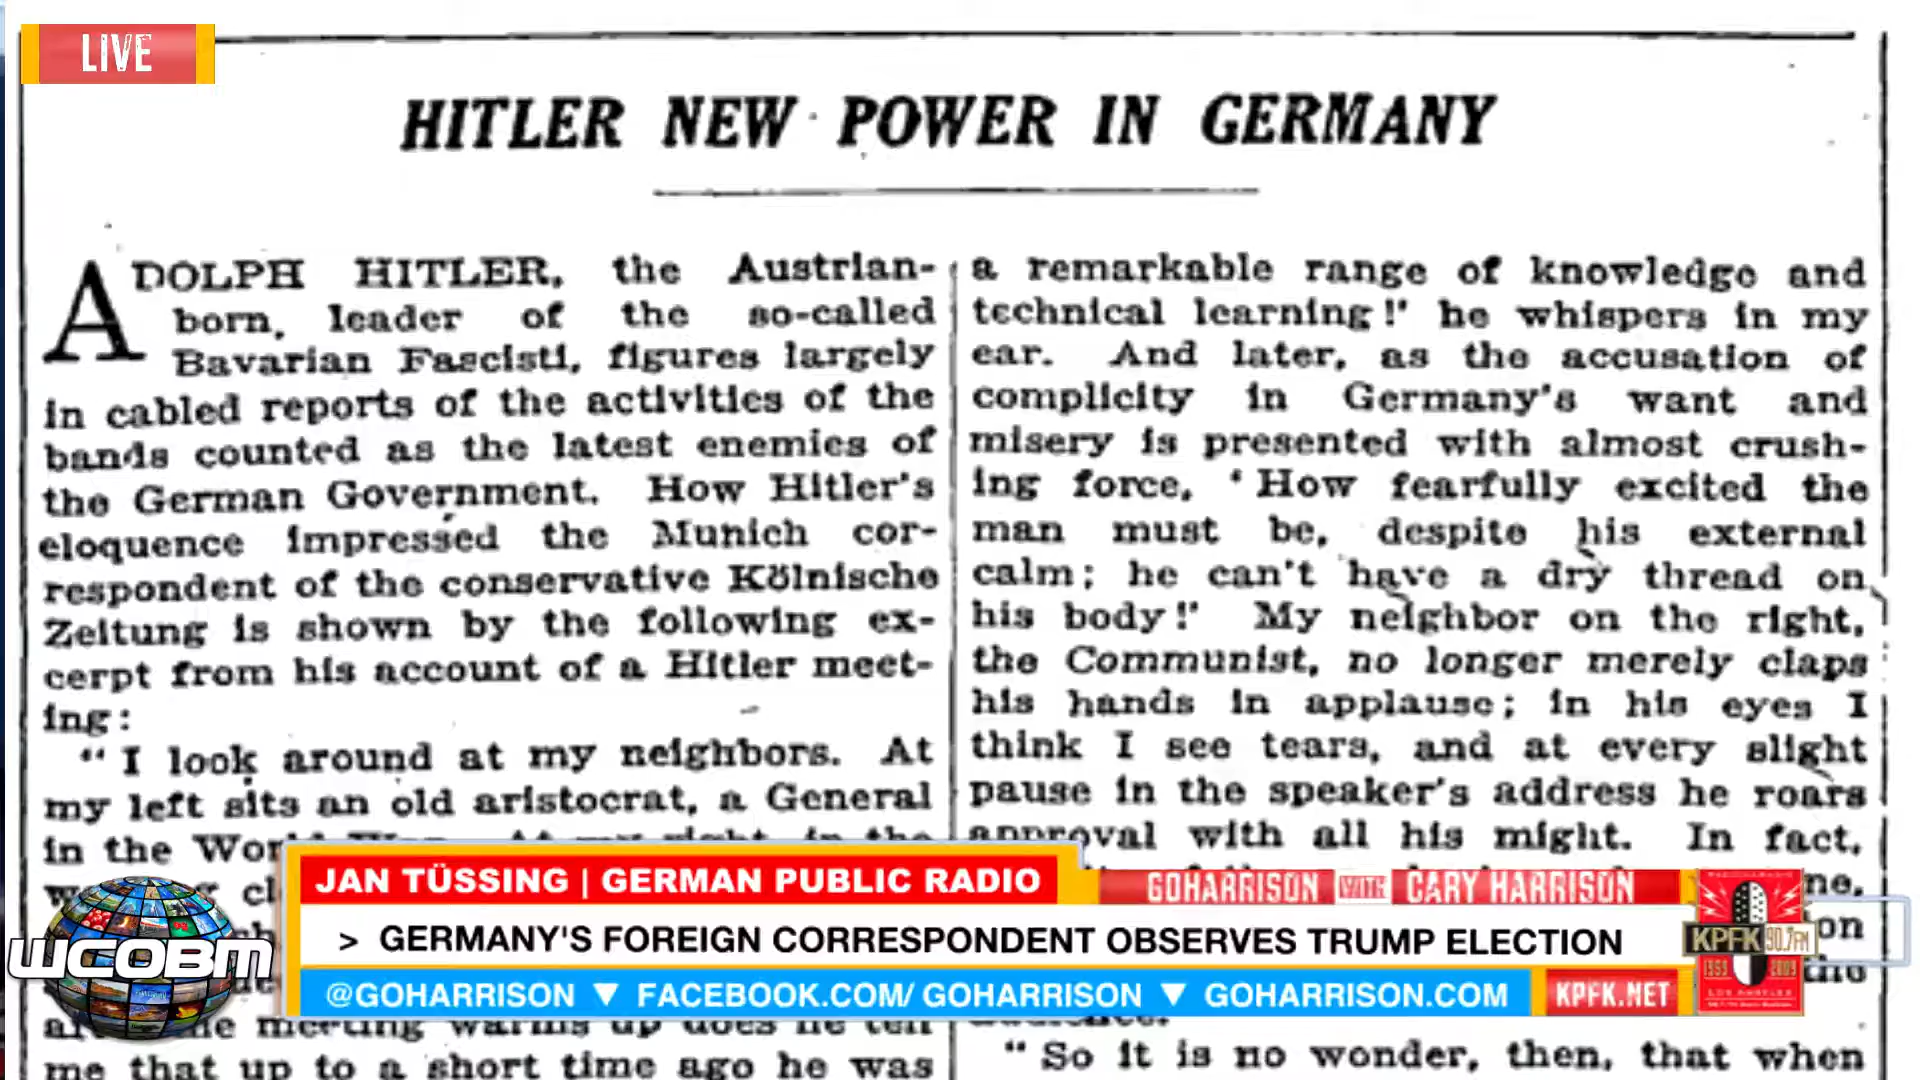 LIVE
HITLER NEW POWER IN GERMANY
ADOLPH HITLER, the Austrian-
born, leader of the so-called
Bavarian Fascisti, figures largely
in cabled reports of the activities of the
bands counted as the latest enemies of
the German Government. How Hitler's
eloquence impressed the Munich cor-
respondent of the conservative Kölnische
Zeitung is shown by the following ex-
cerpt from his account of a Hitler meet-
ing:
"I look around at my neighbors. At
my left sits an old aristocrat, a General
in the
me that up to a short time ago he was
a remarkable range of knowledge and
technical learning!' he whispers in my
ear. And later, as the accusation of
complicity in Germany's want and
misery is presented with almost crush-
ing force, 'How fearfully excited the
man must be, despite his external
calm; he can't have a dry thread on
his body!' My neighbor on the right,
the Communist, no longer merely claps
his hands in applause; in his eyes I
think I see tears, and at every slight
pause in the speaker's address he roars
approval with all his might. In fact,
"So it is no wonder, then, that when
JAN TÜSSING | GERMAN PUBLIC RADIO
GOHARRISON WITH CARY HARRISON
> GERMANY'S FOREIGN CORRESPONDENT OBSERVES TRUMP ELECTION
@GOHARRISON ▼ FACEBOOK.COM/ GOHARRISON ▼ GOHARRISON.COM
KPFK.NET
WCOBM
KPFK 90.7FM
1959 2009
LOS ANGELES